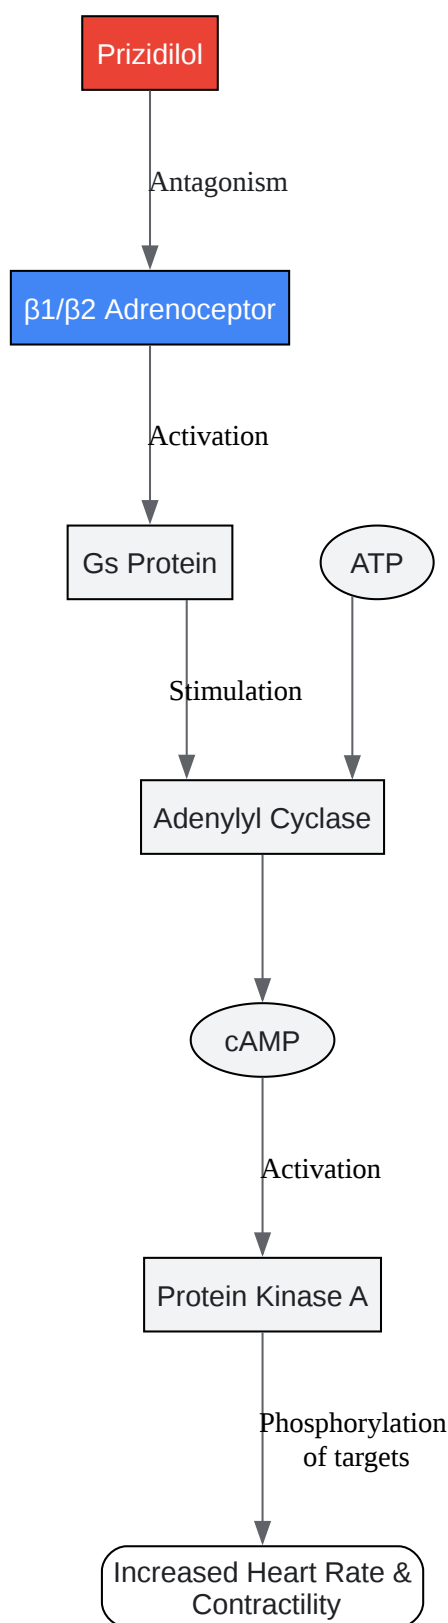 Prizidilol
Antagonism
β1/β2 Adrenoceptor
Activation
Gs Protein
ATP
Stimulation
Adenylyl Cyclase
cAMP
Activation
Protein Kinase A
Phosphorylation
of targets
Increased Heart Rate &
Contractility